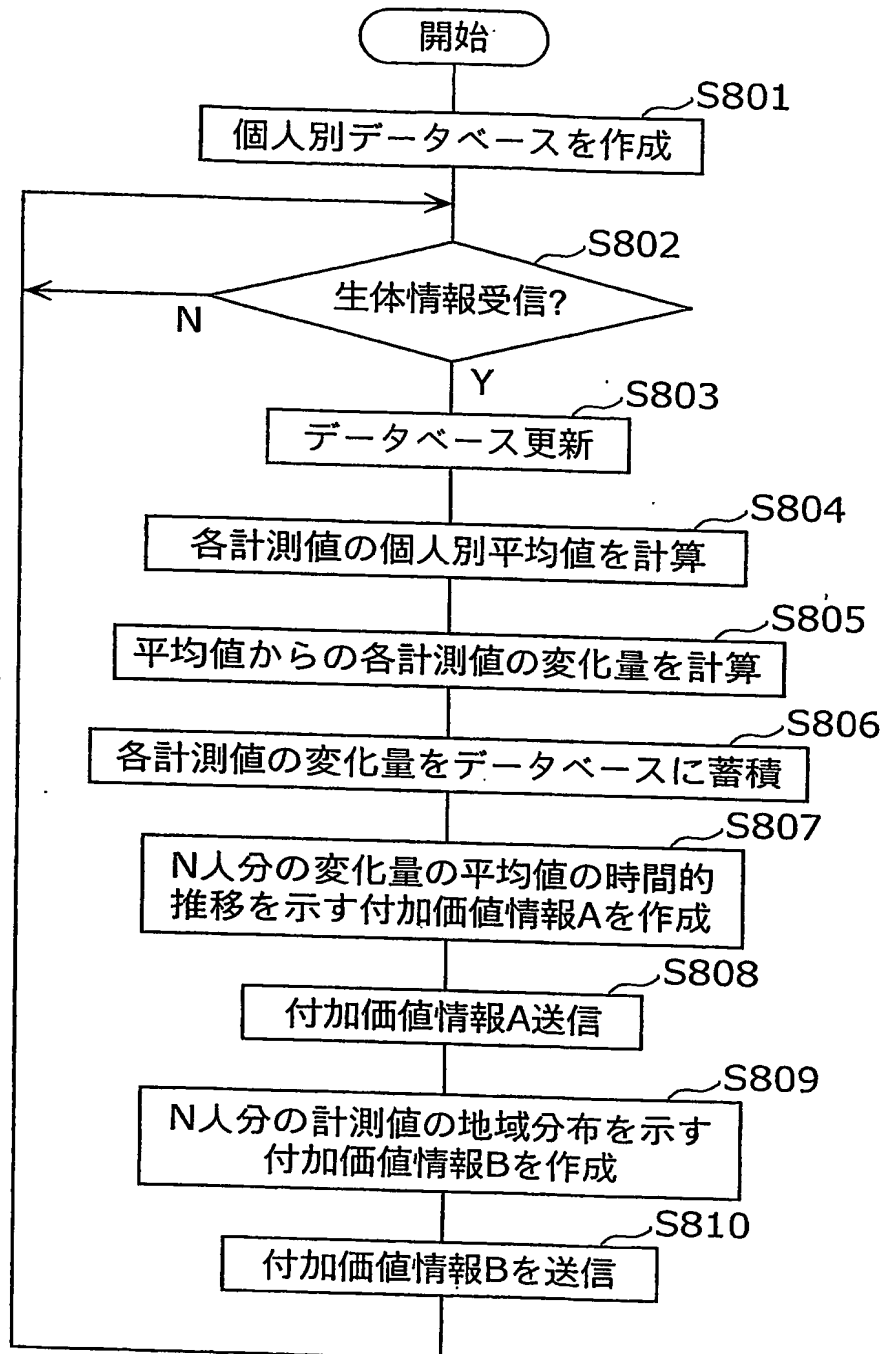 開始
S801
個人別データベースを作成
S802
生体情報受信?
N
Y
S803
データベース更新
S804
各計測値の個人別平均値を計算
S805
平均値からの各計測値の変化量を計算
S806
各計測値の変化量をデータベースに蓄積
S807
N人分の変化量の平均値の時間的
推移を示す付加価値情報Aを作成
S808
付加価値情報A送信
S809
N人分の計測値の地域分布を示す
付加価値情報Bを作成
S810
付加価値情報Bを送信